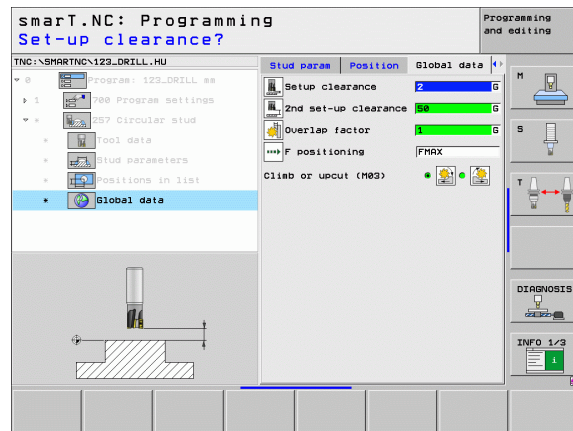 smarT.NC: Programming
Programming and editing
Set-up clearance?
TNC:\SMARTNC\123_DRILL.HU
0 Program: 123_DRILL mm
1 700 Program settings
* 257 Circular stud
* Tool data
* Stud parameters
* Positions in list
* Global data
Stud param Position Global data
Setup clearance 2 G
2nd set-up clearance 50 G
Overlap factor 1 G
F positioning FMAX
Climb or upcut (M03)
M
S
T
DIAGNOSIS
INFO 1/3
i